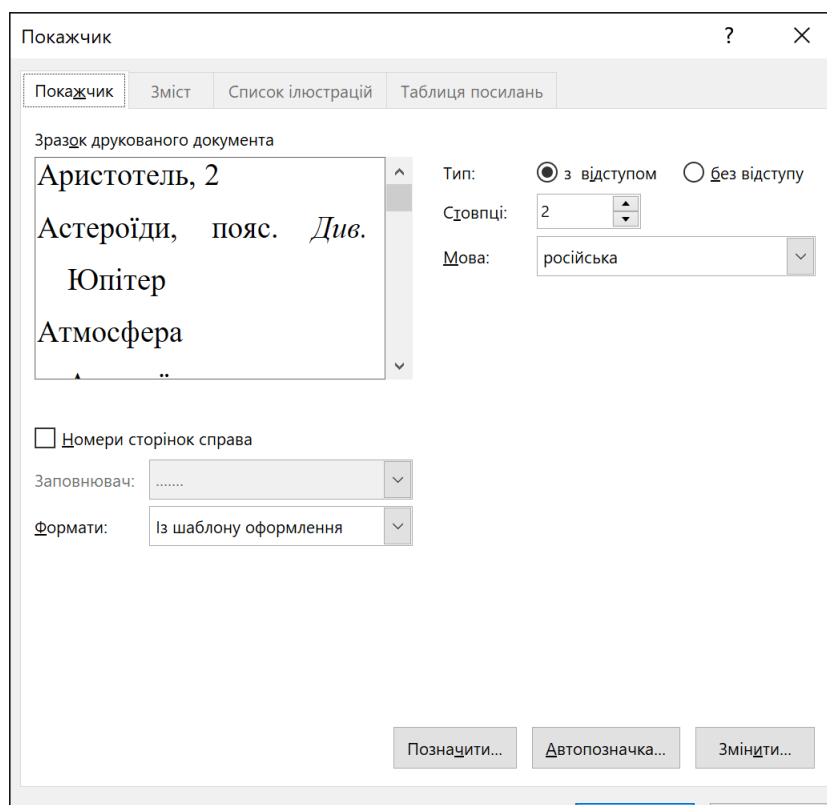 Покажчик ?
Покажчик Зміст Список ілюстрацій Таблиця посилань
Зразок друкованого документа
Аристотель, 2
Астероїди, пояс. Див.
Юпітер
Атмосфера
Тип: з відступом без відступу
Стовпці: 2
Мова: російська
Номери сторінок справа
Заповнювач: .......
Формати: Із шаблону оформлення
Позначити... Автопозначка... Змінити...